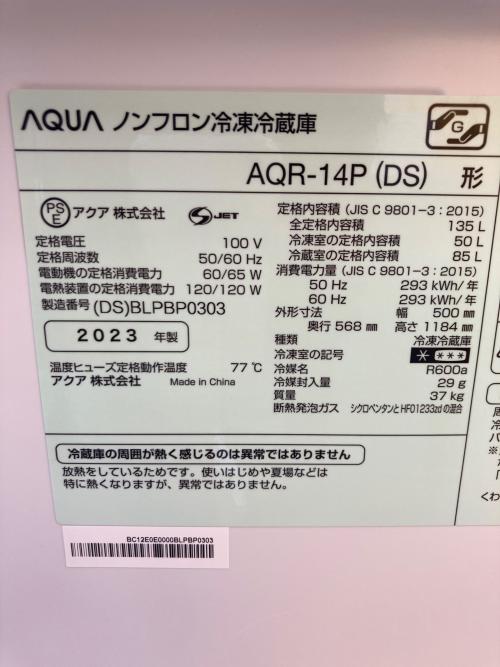 AQUA ノンフロン冷凍冷蔵庫
G
AQR-14P (DS) 形
PS
E
アクア 株式会社
JET
定格電圧 100 V
定格周波数 50/60 Hz
電動機の定格消費電力 60/65 W
電熱装置の定格消費電力 120/120 W
製造番号 (DS)BLPBP0303
2023 年製
温度ヒューズ定格動作温度 77 ℃
アクア 株式会社 Made in China
定格内容積 (JIS C 9801-3 : 2015)
全定格内容積 135 L
冷凍室の定格内容積 50 L
冷蔵室の定格内容積 85 L
消費電力量 (JIS C 9801-3 : 2015)
50 Hz 293 kWh/年
60 Hz 293 kWh/年
外形寸法 幅 500 ㎜
奥行 568 ㎜ 高さ 1184 ㎜
種類 冷凍冷蔵庫
冷凍室の記号 * ***
冷媒名 R600a
冷媒封入量 29 g
質量 37 kg
断熱発泡ガス シクロペンタンとHFO1233zdの混合
冷蔵庫の周囲が熱く感じるのは異常ではありません
放熱をしているためです。使いはじめや夏場などは
特に熱くなりますが、異常ではありません。
BC12E0E0000BLPBP0303